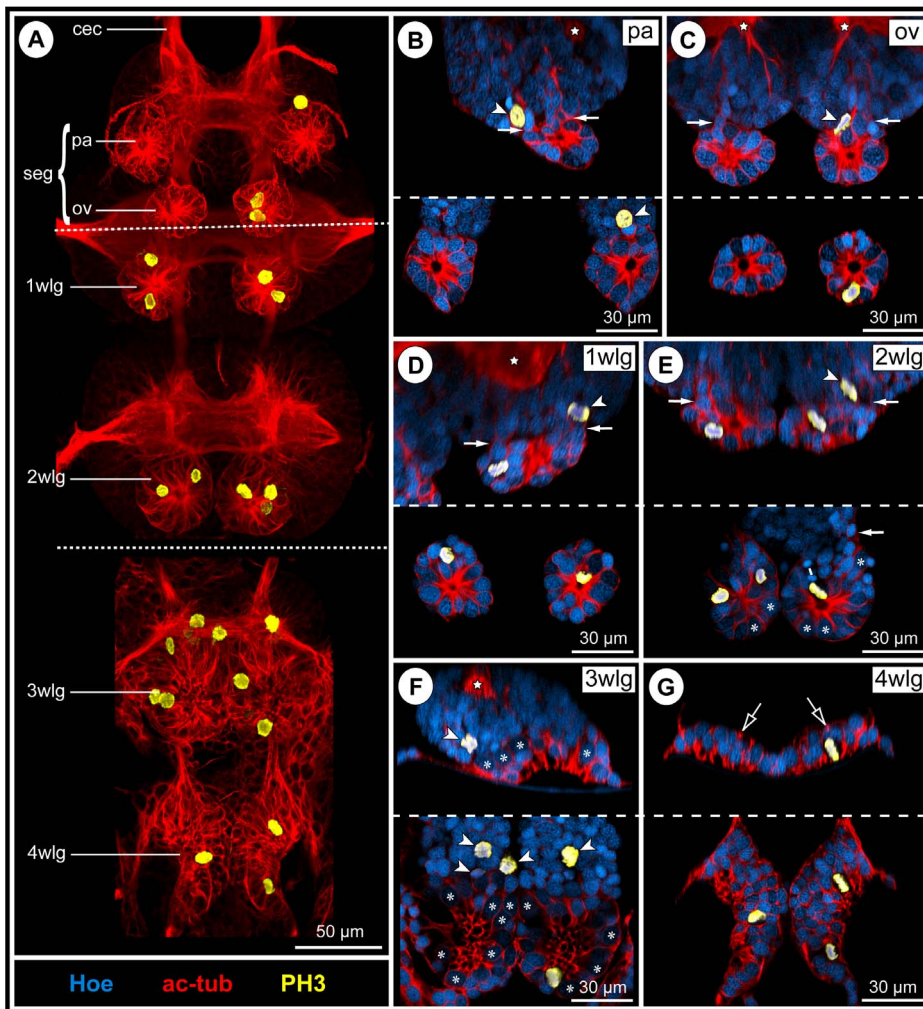 A
cec
pa
seg
ov
1wlg
2wlg
3wlg
4wlg
50 µm
Hoe ac-tub PH3
B pa
30 µm
C ov
30 µm
D 1wlg
30 µm
E 2wlg
30 µm
F 3wlg
30 µm
G 4wlg
30 µm